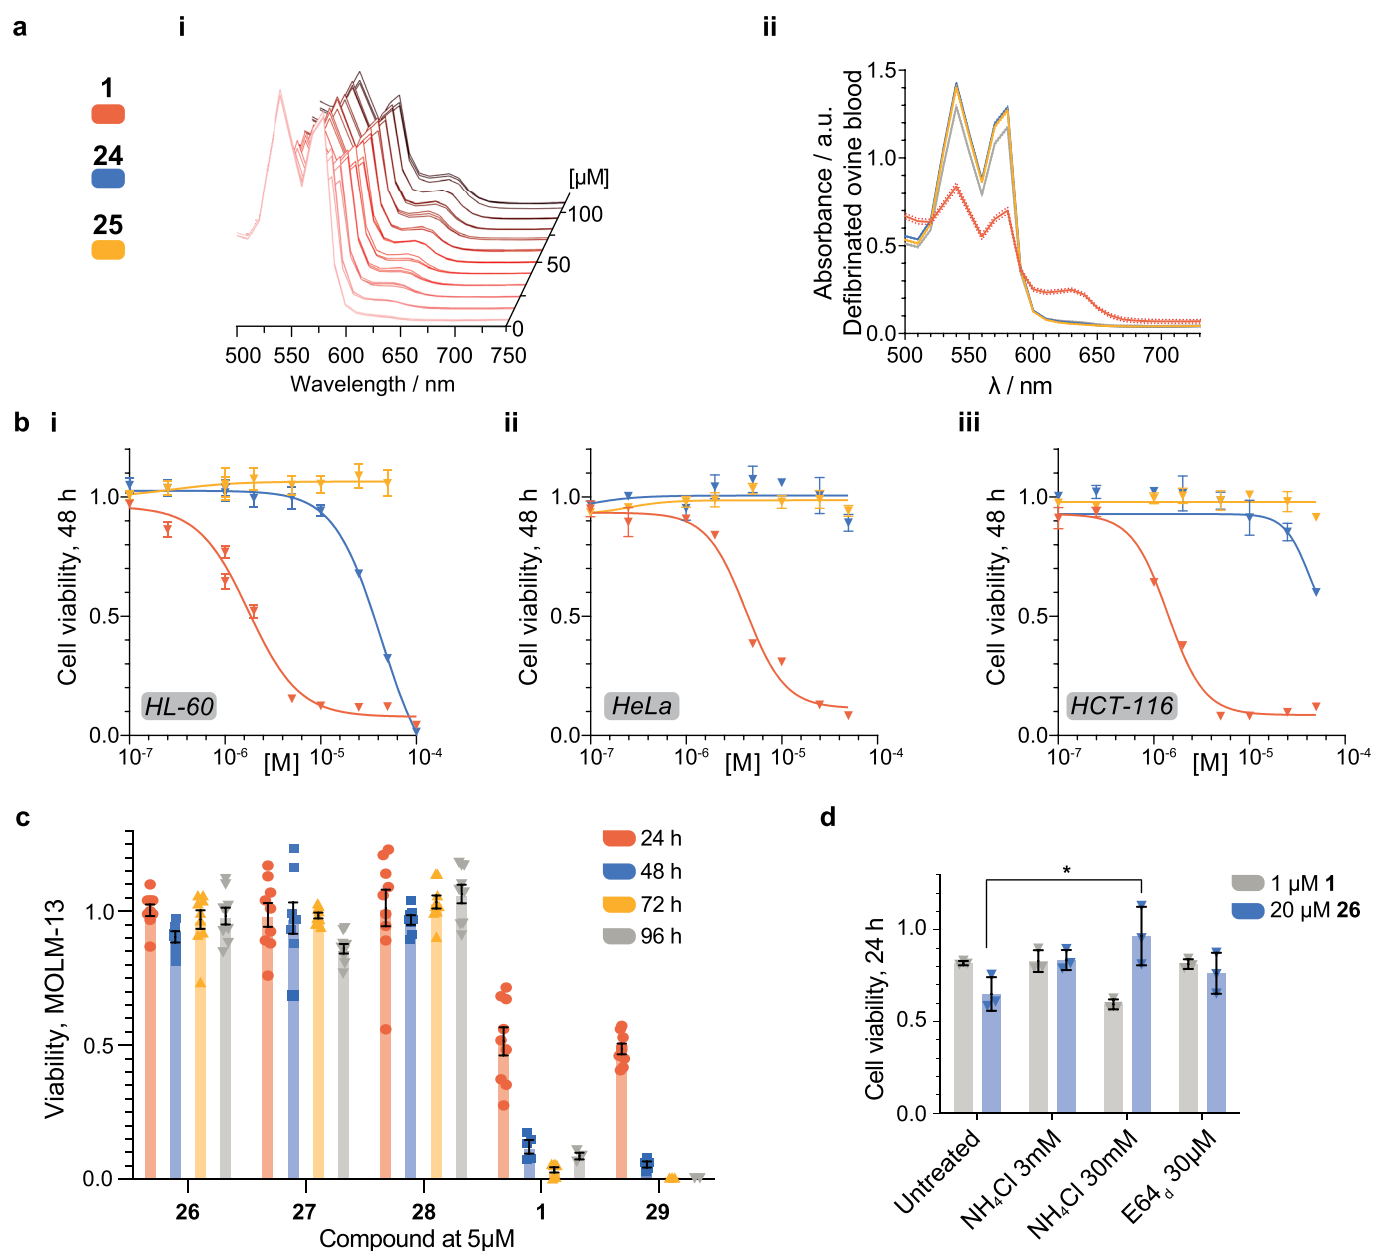 a
i
ii
1
24
25
[µM]
100
50
0
500 550 600 650 700 750
Wavelength / nm
Absorbance / a.u.
Defibrinated ovine blood
1.5
1.0
0.5
0.0
500 550 600 650 700
λ / nm
b i
ii
iii
Cell viability, 48 h
1.0
0.5
0.0
HL-60
10-7 10-6 10-5 10-4
[M]
Cell viability, 48 h
1.0
0.5
0.0
HeLa
10-7 10-6 10-5 10-4
[M]
Cell viability, 48 h
1.0
0.5
0.0
HCT-116
10-7 10-6 10-5 10-4
[M]
c
Viability, MOLM-13
1.0
0.5
0.0
24 h
48 h
72 h
96 h
26 27 28 1 29
Compound at 5µM
d
Cell viability, 24 h
1.0
0.5
0.0
*
1 µM 1
20 µM 26
Untreated
NH4Cl 3mM
NH4Cl 30mM
E64d 30µM